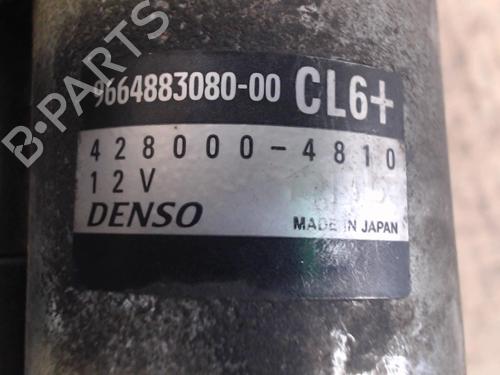 B-PARTS
9664883080-00 CL6+
428000-4810
12V
DENSO MADE IN JAPAN